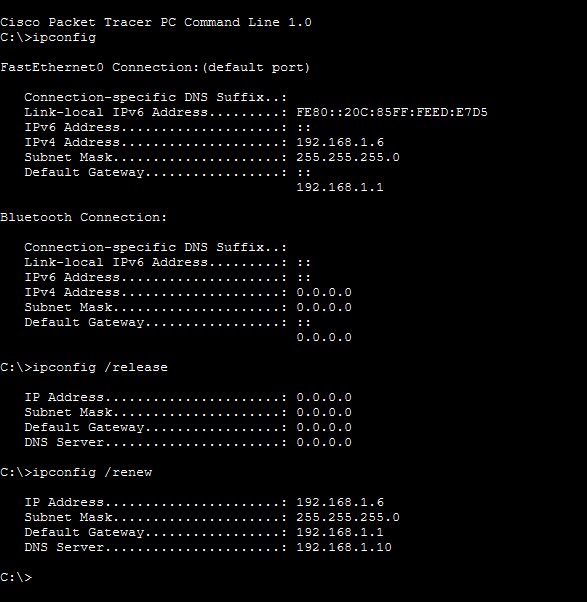 Cisco Packet Tracer PC Command Line 1.0
C:\>ipconfig
FastEthernet0 Connection:(default port)
Connection-specific DNS Suffix..:
Link-local IPv6 Address.........: FE80::20C:85FF:FEED:E7D5
IPv6 Address....................: ::
IPv4 Address....................: 192.168.1.6
Subnet Mask.....................: 255.255.255.0
Default Gateway.................: ::
192.168.1.1
Bluetooth Connection:
Connection-specific DNS Suffix..:
Link-local IPv6 Address.........: ::
IPv6 Address....................: ::
IPv4 Address....................: 0.0.0.0
Subnet Mask.....................: 0.0.0.0
Default Gateway.................: ::
0.0.0.0
C:\>ipconfig /release
IP Address......................: 0.0.0.0
Subnet Mask.....................: 0.0.0.0
Default Gateway.................: 0.0.0.0
DNS Server......................: 0.0.0.0
C:\>ipconfig /renew
IP Address......................: 192.168.1.6
Subnet Mask.....................: 255.255.255.0
Default Gateway.................: 192.168.1.1
DNS Server......................: 192.168.1.10
C:\>